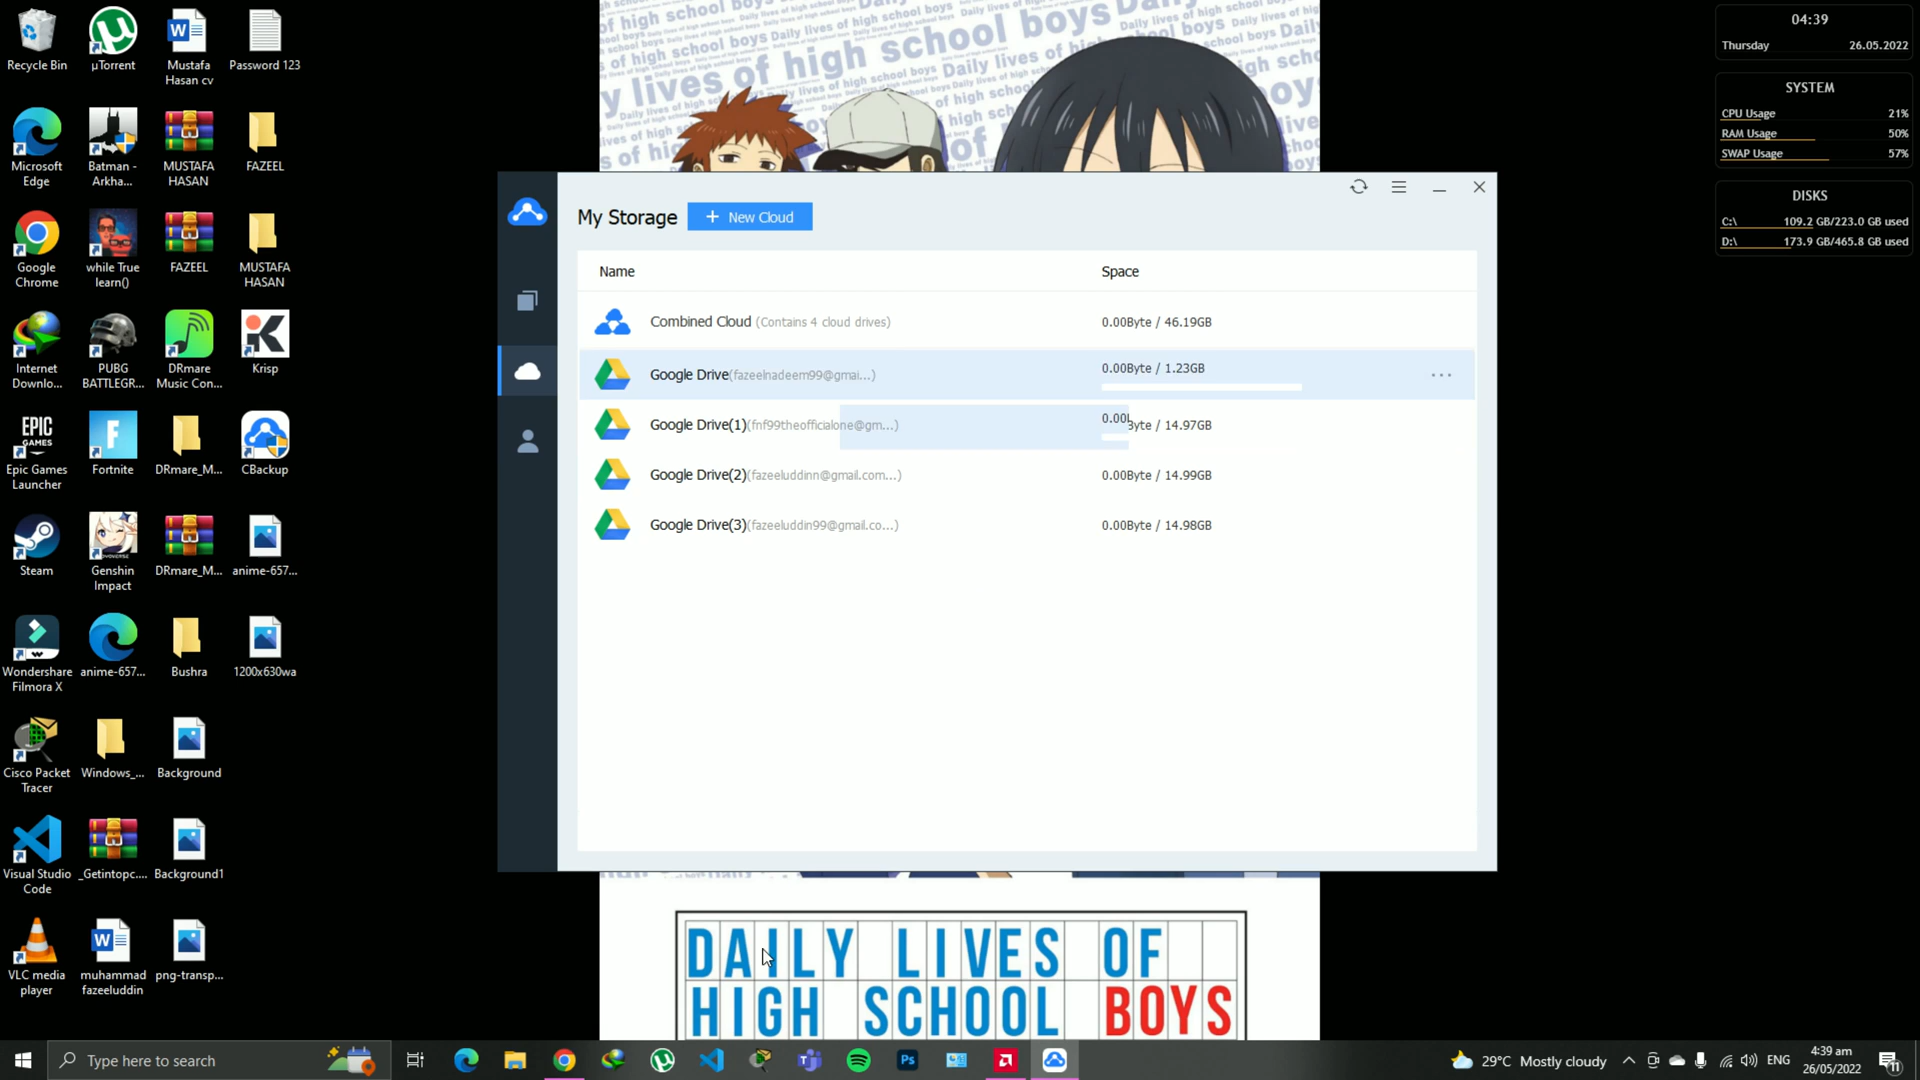 Recycle Bin
µTorrent
Mustafa
Hasan cv
Password 123
Microsoft
Edge
Batman -
Arkha...
MUSTAFA
HASAN
FAZEEL
Google
Chrome
while True
learn()
FAZEEL
MUSTAFA
HASAN
Internet
Downlo...
PUBG
BATTLEGR...
DRmare
Music Con...
Krisp
EPIC
GAMES
Epic Games
Launcher
Fortnite
DRmare_M...
CBackup
Steam
Genshin
Impact
DRmare_M...
anime-657...
Wondershare
Filmora X
anime-657...
Bushra
1200x630wa
Cisco Packet
Tracer
Windows_...
Background
Visual Studio
Code
_Getintopc....
Background1
VLC media
player
muhammad
fazeeluddin
png-transp...
My Storage
+ New Cloud
Name Space
Combined Cloud (Contains 4 cloud drives) 0.00Byte / 46.19GB
Google Drive(fazeelnadeem99@gmai...) 0.00Byte / 1.23GB ...
Google Drive(1)(fnf99theofficialone@gm...) 0.00Byte / 14.97GB
Google Drive(2)(fazeeluddinn@gmail.com...) 0.00Byte / 14.99GB
Google Drive(3)(fazeeluddin99@gmail.co...) 0.00Byte / 14.98GB
DAILY LIVES OF
HIGH SCHOOL BOYS
04:39
Thursday 26.05.2022
SYSTEM
CPU Usage 21%
RAM Usage 50%
SWAP Usage 57%
DISKS
C:\ 109.2 GB/223.0 GB used
D:\ 173.9 GB/465.8 GB used
Type here to search
29°C Mostly cloudy
ENG
4:39 am
26/05/2022
11